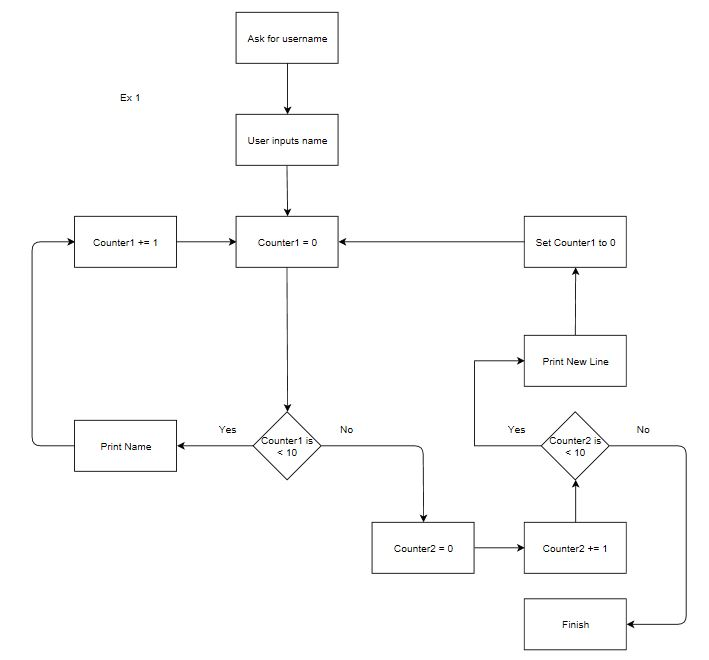 Ask for username
Ex 1
User inputs name
Counter1 += 1
Counter1 = 0
Set Counter1 to 0
Print New Line
Yes
No
Yes
No
Print Name
Counter1 is
< 10
Counter2 is
< 10
Counter2 = 0
Counter2 += 1
Finish